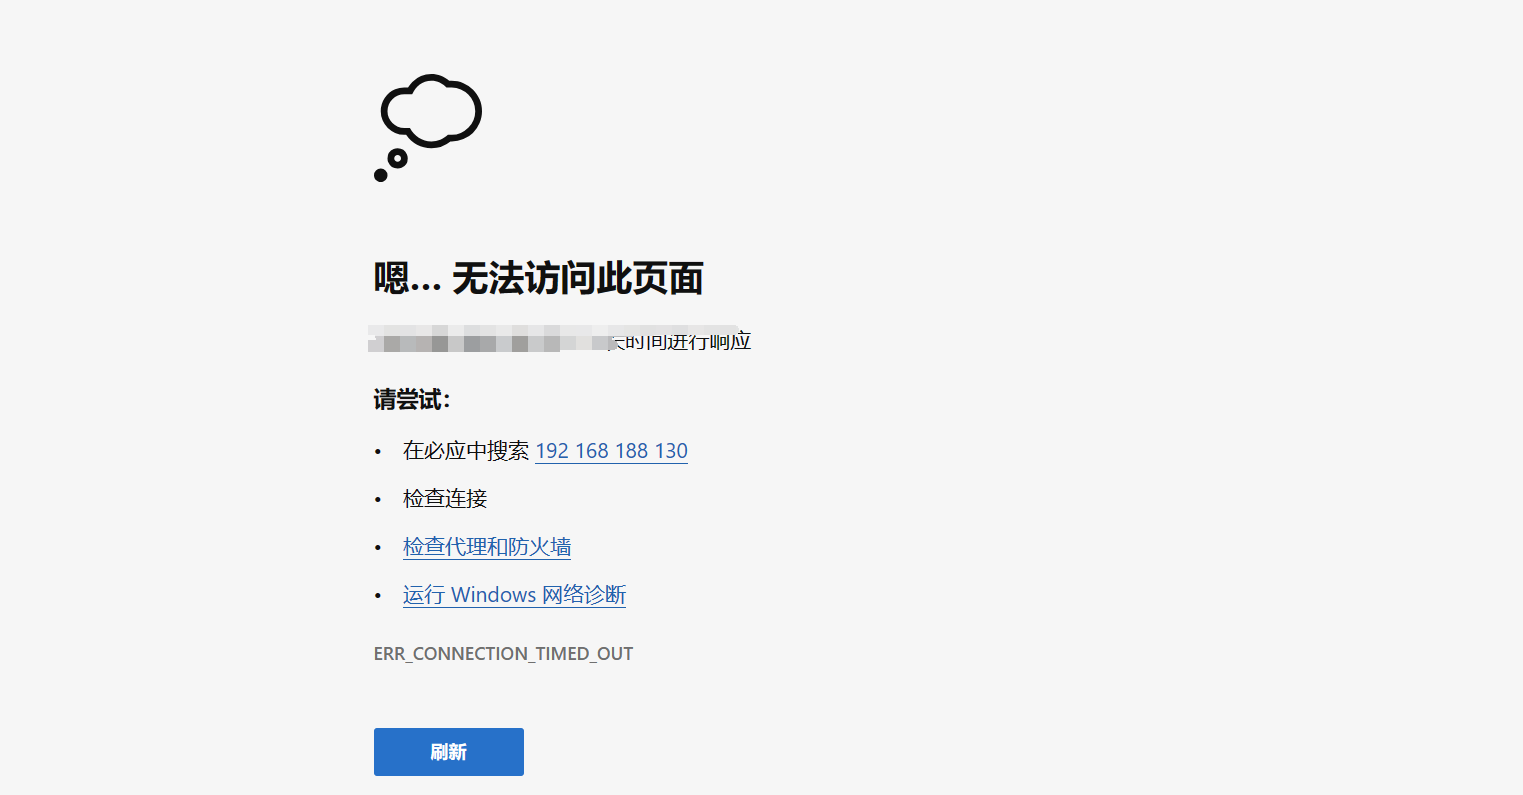 嗯… 无法访问此页面
时间进行响应
请尝试：
• 在必应中搜索 192 168 188 130
• 检查连接
• 检查代理和防火墙
• 运行 Windows 网络诊断
ERR_CONNECTION_TIMED_OUT
刷新